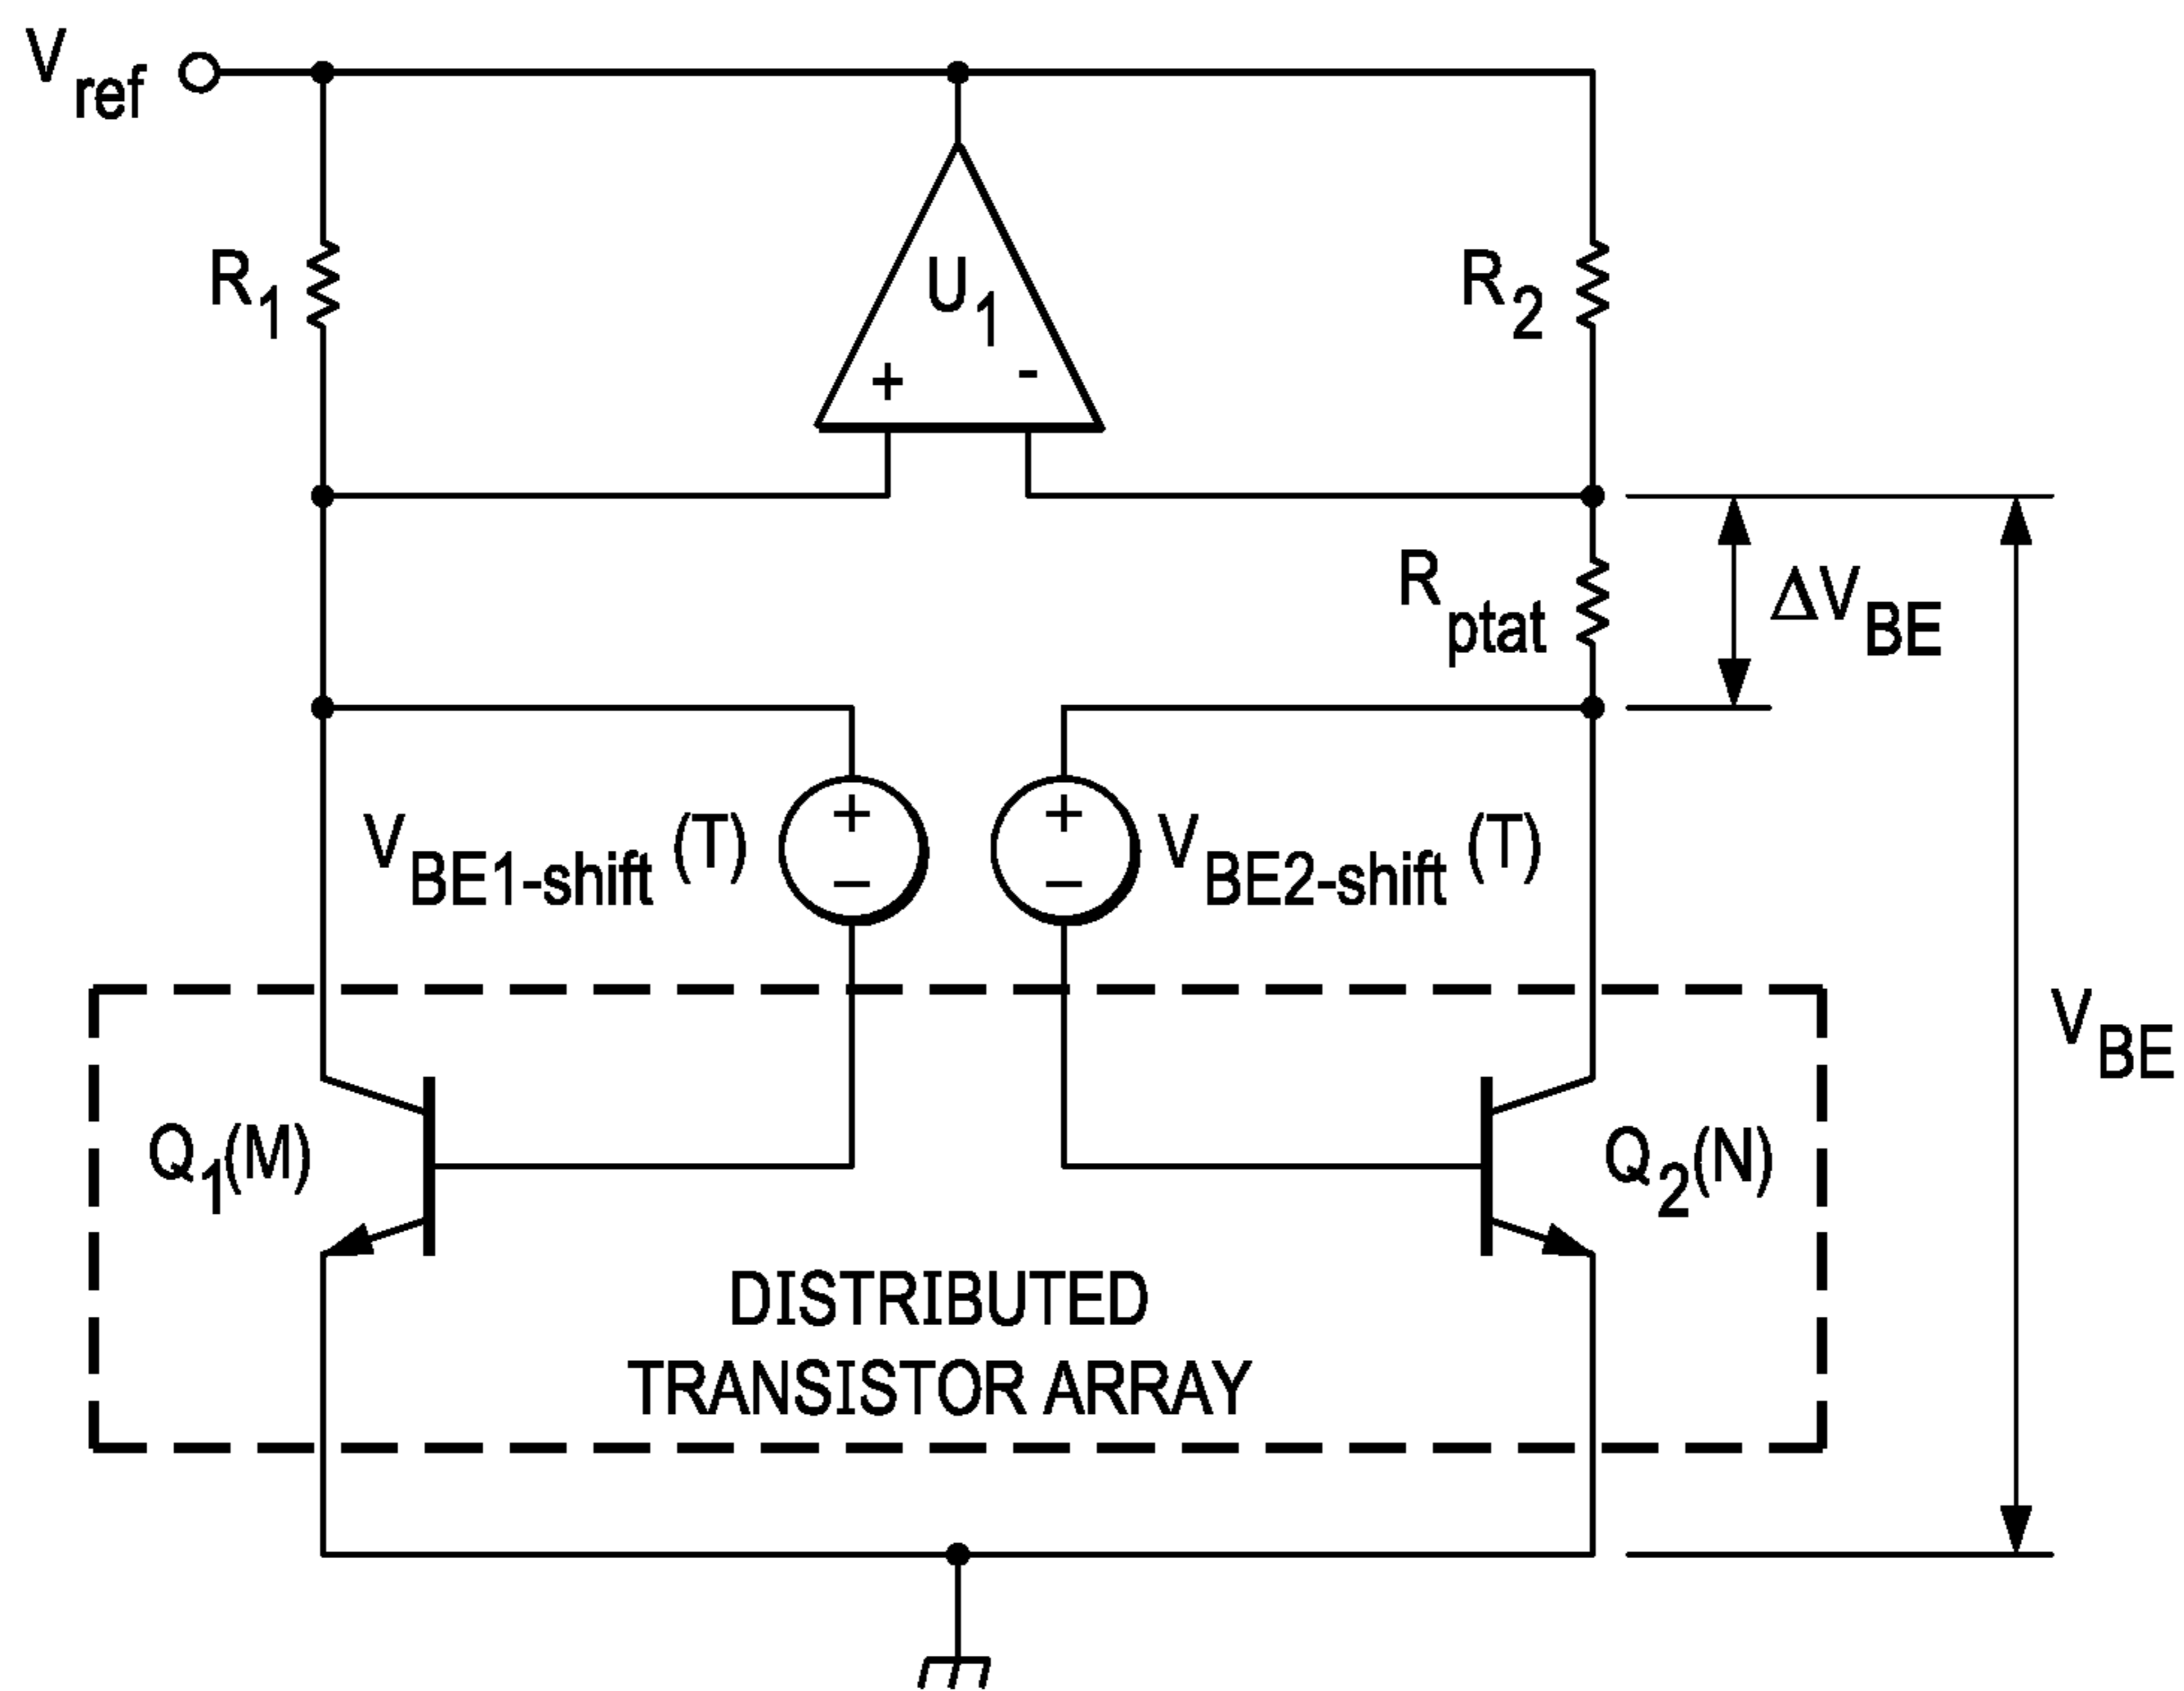 Vref
R1
U1
+ -
R2
Rptat
ΔVBE
VBE1-shift (T)
+
−
+
−
VBE2-shift (T)
VBE
Q1(M)
Q2(N)
DISTRIBUTED
TRANSISTOR ARRAY